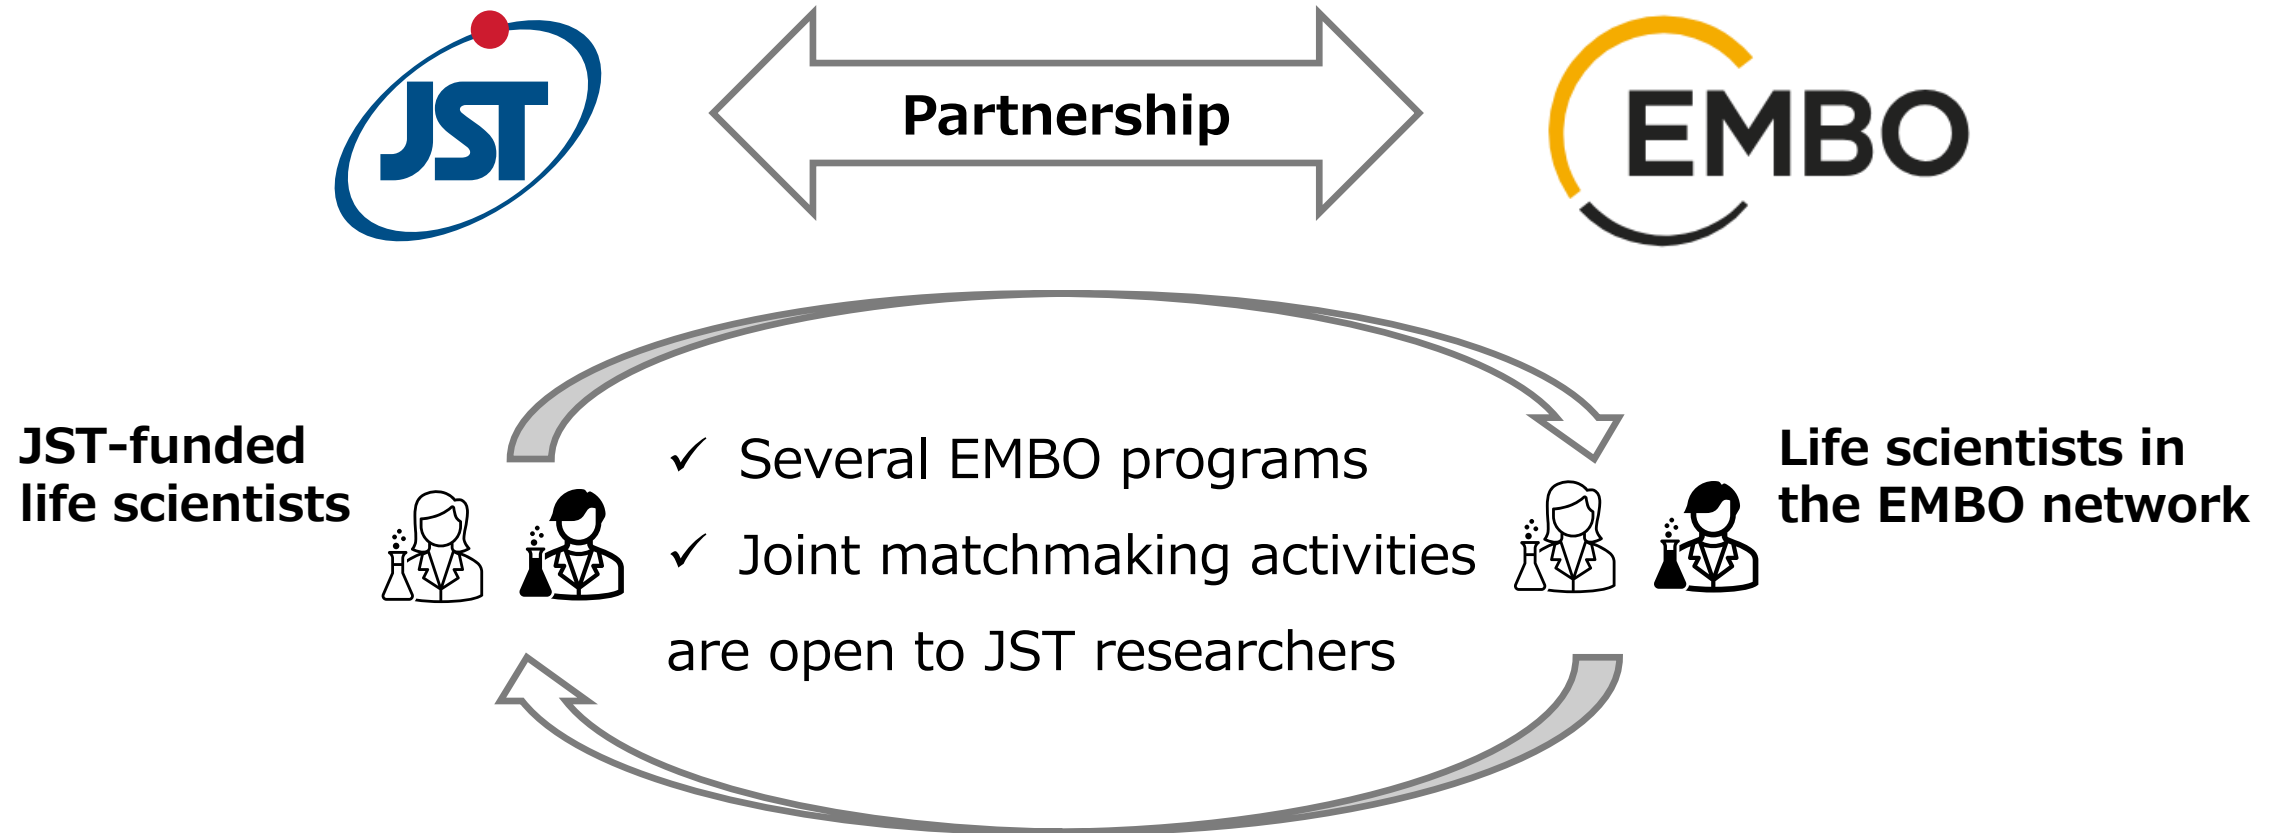 JST
Partnership
EMBO
JST-funded
life scientists
✓ Several EMBO programs
✓ Joint matchmaking activities
are open to JST researchers
Life scientists in
the EMBO network